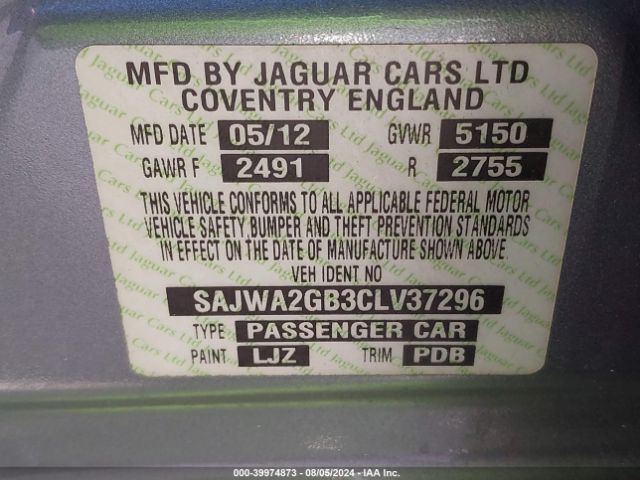 MFD BY JAGUAR CARS LTD
COVENTRY ENGLAND
MFD DATE 05/12 GVWR 5150
GAWR F 2491 R 2755
THIS VEHICLE CONFORMS TO ALL APPLICABLE FEDERAL MOTOR
VEHICLE SAFETY,BUMPER AND THEFT PREVENTION STANDARDS
IN EFFECT ON THE DATE OF MANUFACTURE SHOWN ABOVE.
VEH IDENT NO
SAJWA2GB3CLV37296
TYPE PASSENGER CAR
PAINT LJZ TRIM PDB
000-39974873 - 08/05/2024 - IAA Inc.